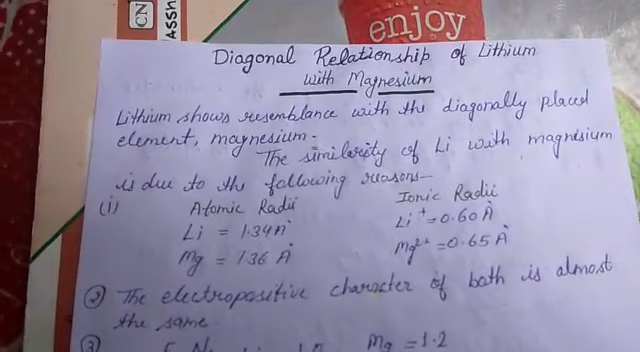 CN
CLASSM
enjoy
Diagonal Relationship of Lithium
with Magnesium
Lithium shows resemblance with the diagonally placed
element, magnesium.
The similarity of Li with magnesium
is due to the following reasons—
(i) Atomic Radii Ionic Radii
Li = 1.34 Å Li⁺ = 0.60 Å
Mg = 1.36 Å Mg²⁺ = 0.65 Å
② The electropositive character of both is almost
the same.
③ Mg = 1.2